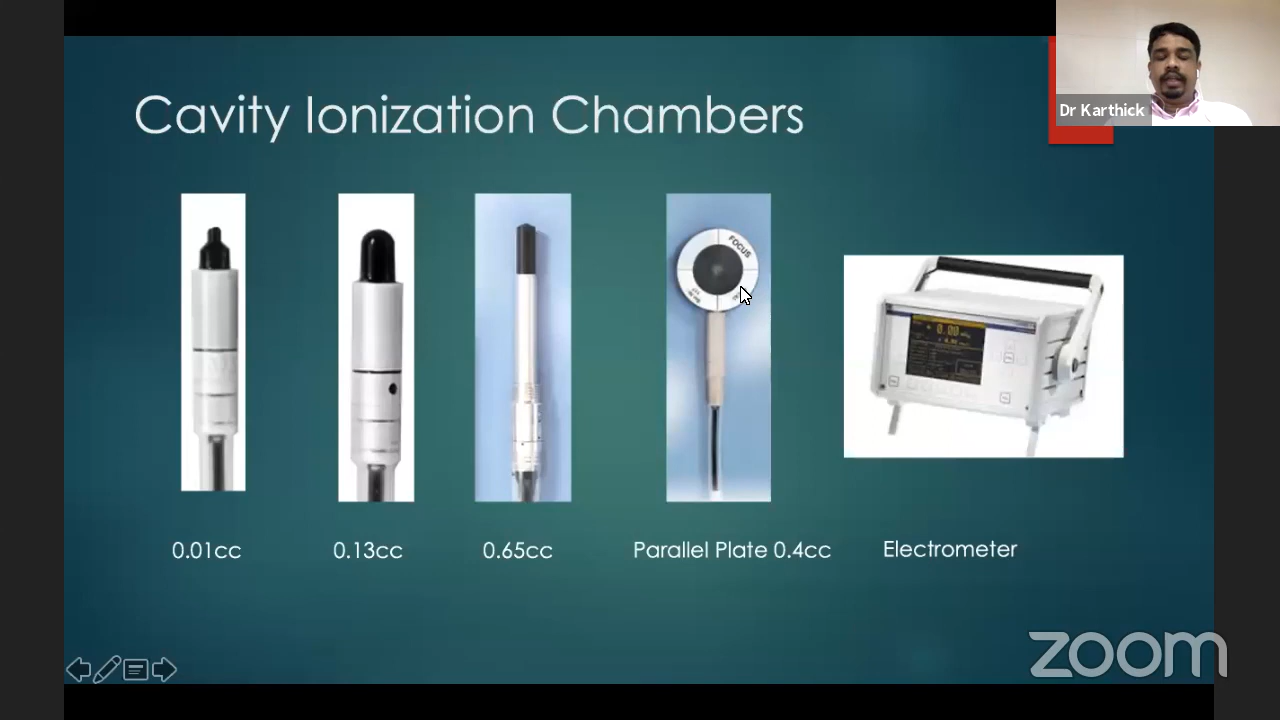 Cavity Ionization Chambers
Dr Karthick
FOCUS
0.01cc
0.13cc
0.65cc
Parallel Plate 0.4cc
Electrometer
zoom